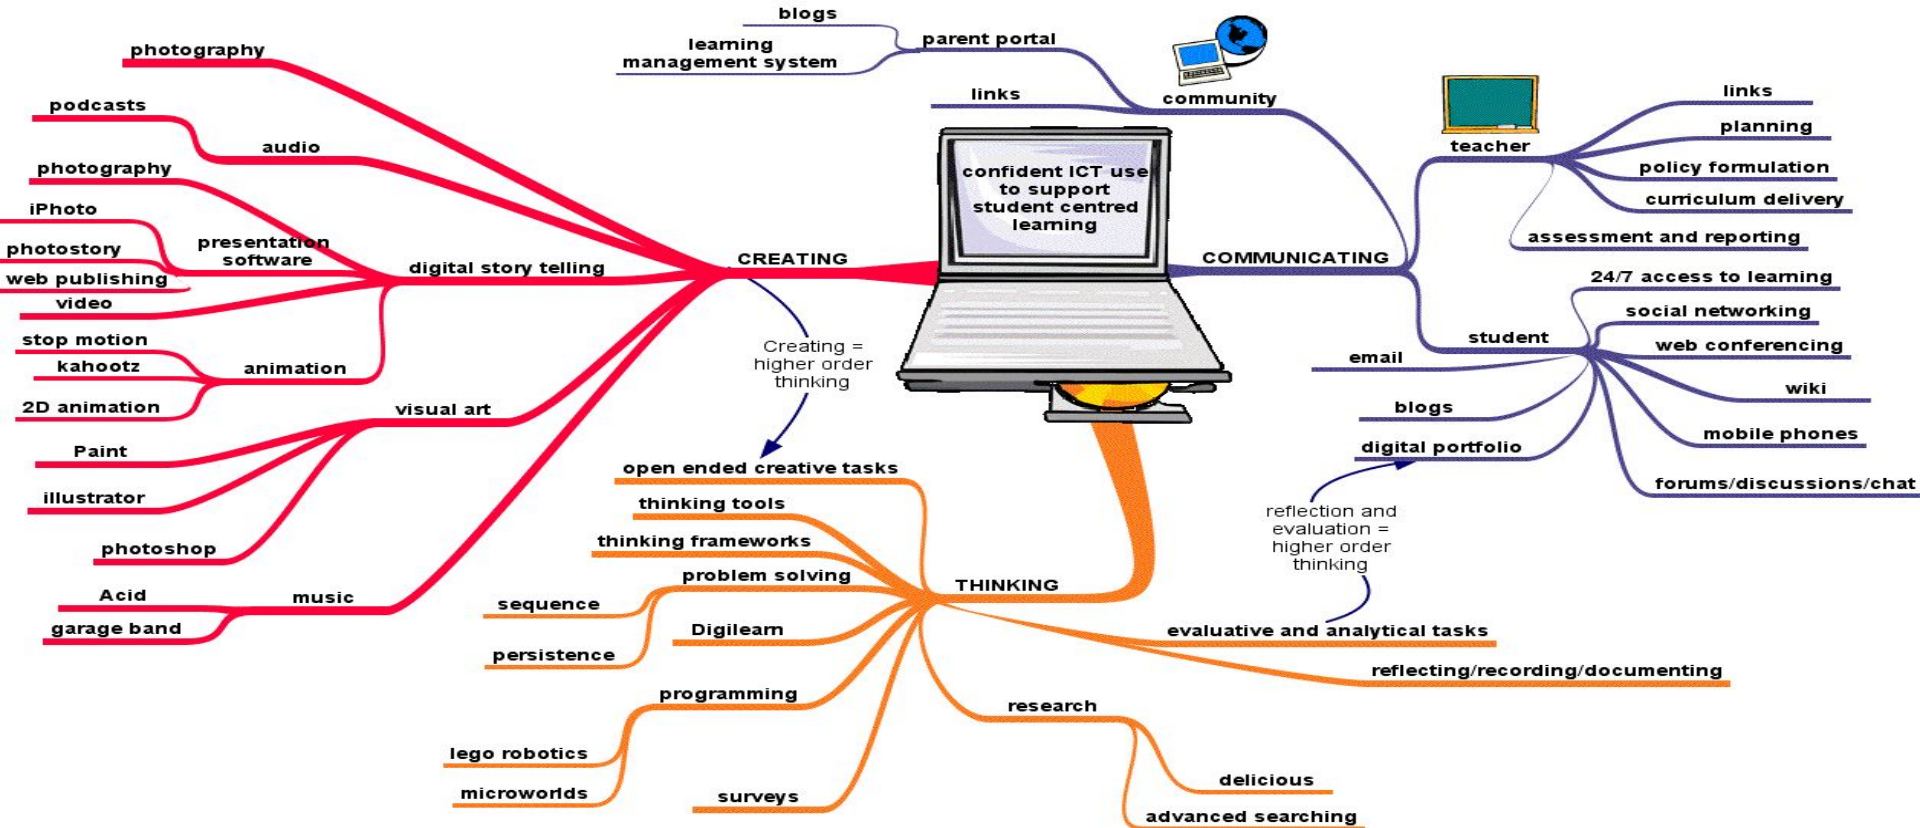 confident ICT use
to support
student centred
learning
CREATING
photography
audio
podcasts
digital story telling
photography
presentation
software
iPhoto
photostory
web publishing
video
animation
stop motion
kahootz
2D animation
visual art
Paint
illustrator
photoshop
music
Acid
garage band
Creating =
higher order
thinking
COMMUNICATING
community
parent portal
blogs
learning
management system
links
teacher
links
planning
policy formulation
curriculum delivery
assessment and reporting
student
24/7 access to learning
social networking
web conferencing
wiki
mobile phones
forums/discussions/chat
email
blogs
digital portfolio
reflection and
evaluation =
higher order
thinking
THINKING
open ended creative tasks
thinking tools
thinking frameworks
problem solving
sequence
persistence
Digilearn
programming
lego robotics
microworlds
surveys
research
delicious
advanced searching
evaluative and analytical tasks
reflecting/recording/documenting